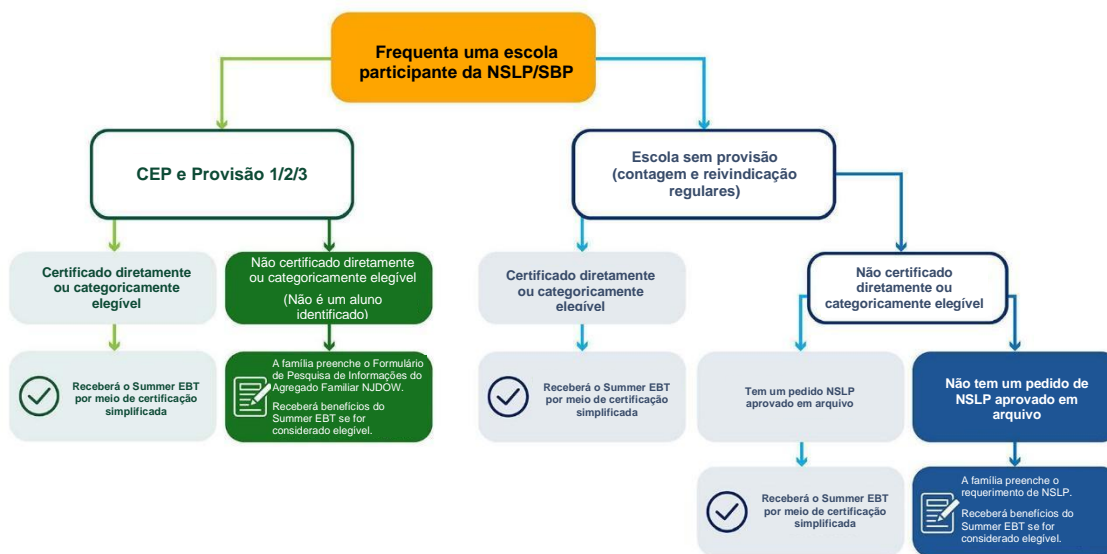 Frequenta uma escola
participante da NSLP/SBP
CEP e Provisão 1/2/3
Escola sem provisão
(contagem e reivindicação
regulares)
Certificado diretamente
ou categoricamente
elegível
Não certificado diretamente
ou categoricamente elegível
(Não é um aluno
identificado)
Certificado diretamente
ou categoricamente
elegível
Não certificado
diretamente ou
categoricamente elegível
Receberá o Summer EBT
por meio de certificação
simplificada
A família preenche o Formulário
de Pesquisa de Informações do
Agregado Familiar NJDOW.
Receberá benefícios do
Summer EBT se for
considerado elegível.
Receberá o Summer EBT
por meio de certificação
simplificada
Tem um pedido NSLP
aprovado em arquivo
Não tem um pedido de
NSLP aprovado em
arquivo
Receberá o Summer EBT
por meio de certificação
simplificada
A família preenche o
requerimento de NSLP.
Receberá benefícios do
Summer EBT se for
considerado elegível.